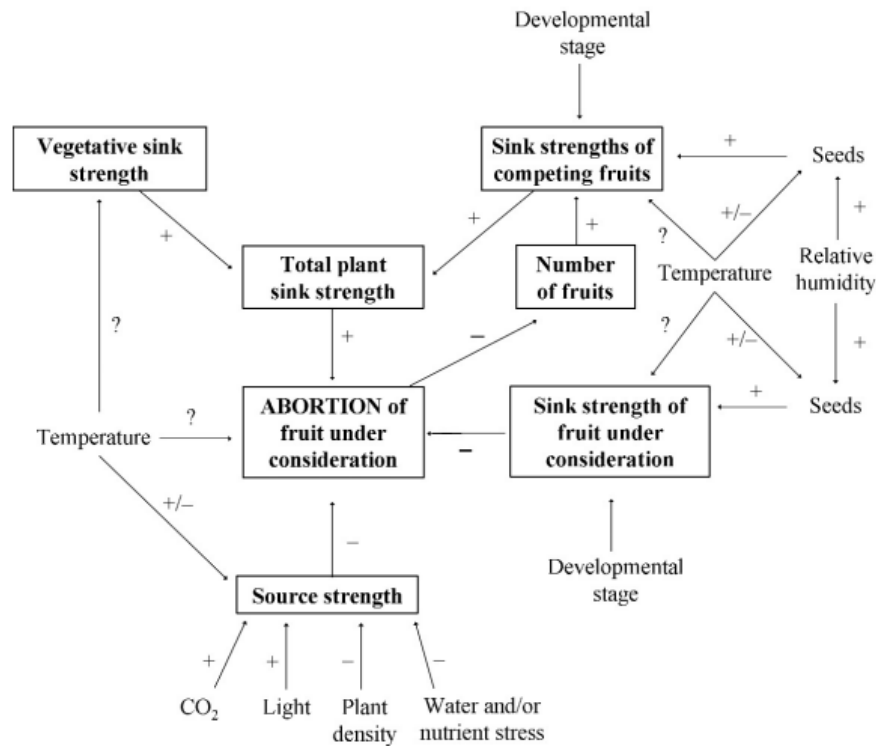 Developmental
stage
Vegetative sink
strength
Sink strengths of
competing fruits
+
Seeds
+
+
+
?
+/–
+
Total plant
sink strength
Number
of fruits
Temperature
Relative
humidity
?
+
–
?
+/–
+
Temperature
?
ABORTION of
fruit under
consideration
–
Sink strength of
fruit under
consideration
+
Seeds
+/–
–
Developmental
stage
Source strength
+
+
–
–
CO₂
Light
Plant
density
Water and/or
nutrient stress